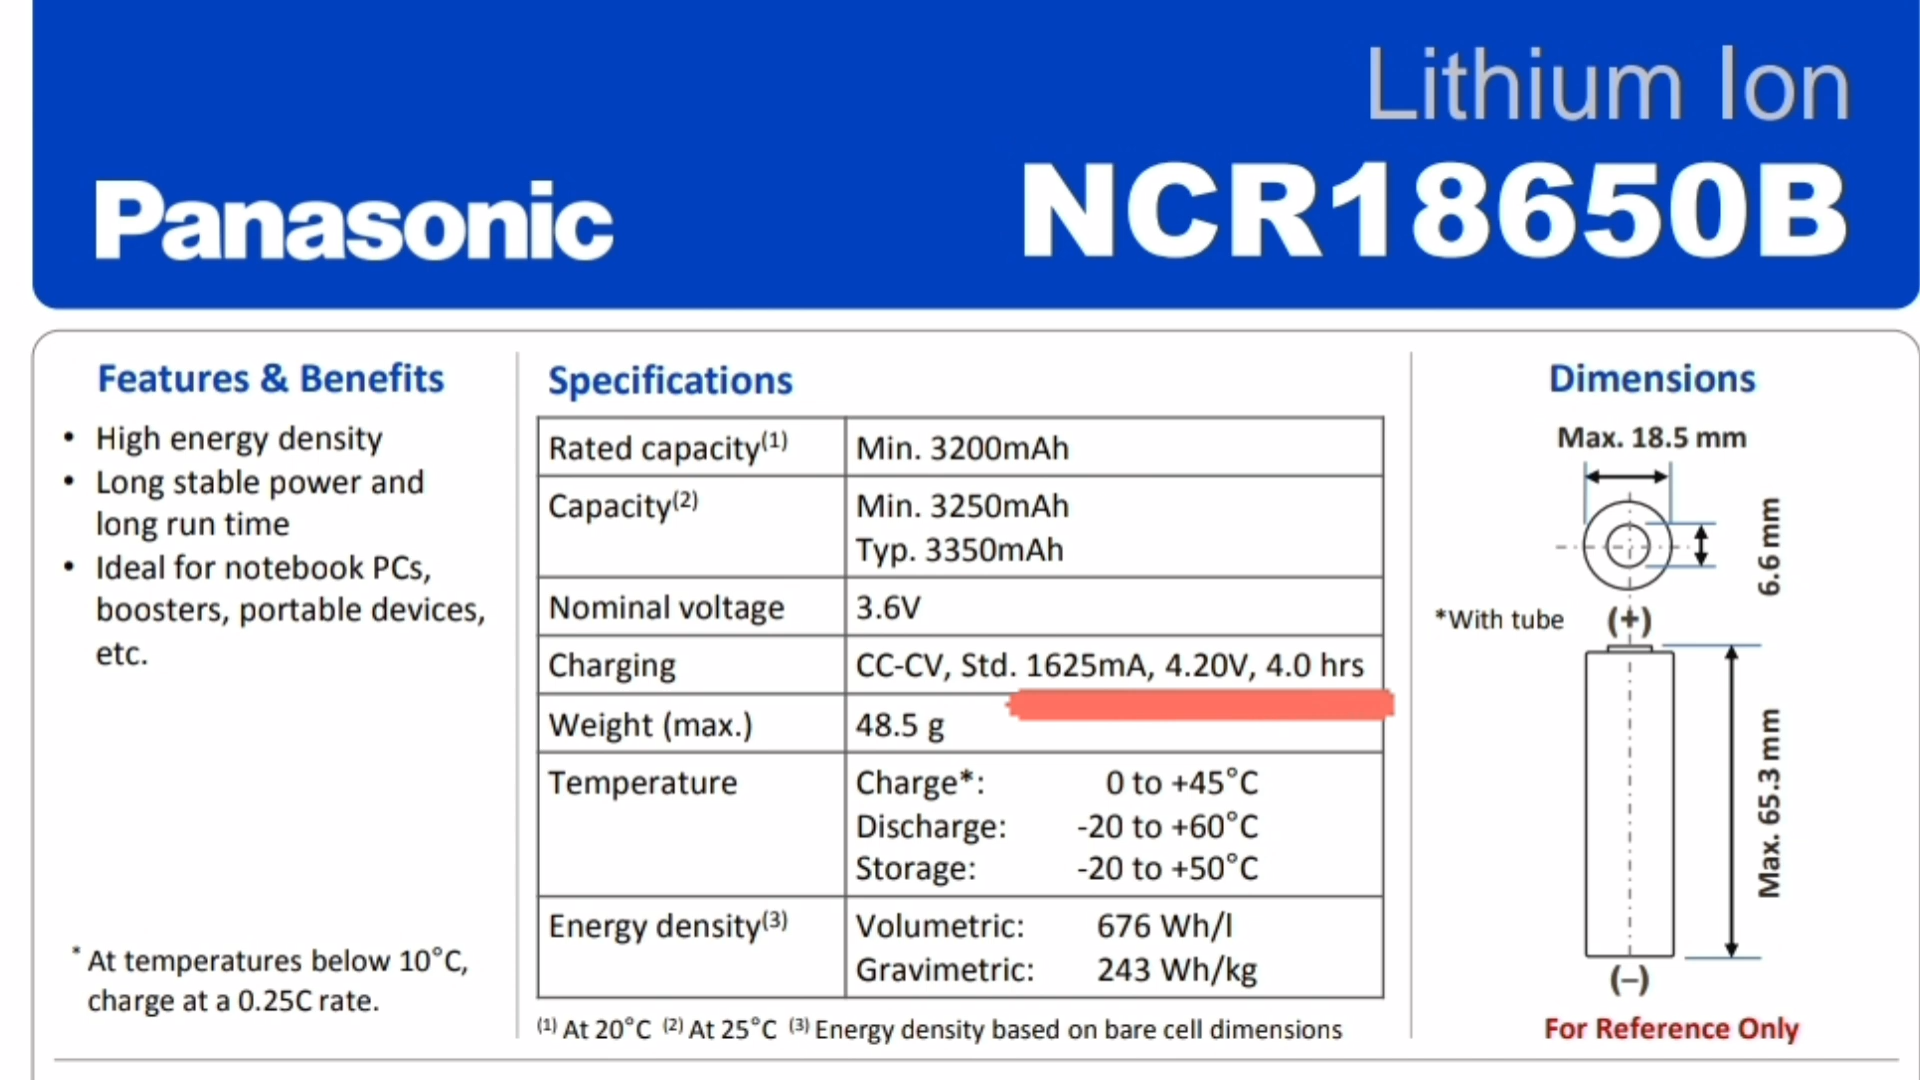 Lithium Ion
Panasonic
NCR18650B
Features & Benefits
• High energy density
• Long stable power and
long run time
• Ideal for notebook PCs,
boosters, portable devices,
etc.
* At temperatures below 10°C,
charge at a 0.25C rate.
Specifications
Rated capacity(1) Min. 3200mAh
Capacity(2) Min. 3250mAh
Typ. 3350mAh
Nominal voltage 3.6V
Charging CC-CV, Std. 1625mA, 4.20V, 4.0 hrs
Weight (max.) 48.5 g
Temperature Charge*: 0 to +45°C
Discharge: -20 to +60°C
Storage: -20 to +50°C
Energy density(3) Volumetric: 676 Wh/l
Gravimetric: 243 Wh/kg
(1) At 20°C (2) At 25°C (3) Energy density based on bare cell dimensions
Dimensions
Max. 18.5 mm
6.6 mm
*With tube (+)
Max. 65.3 mm
(–)
For Reference Only